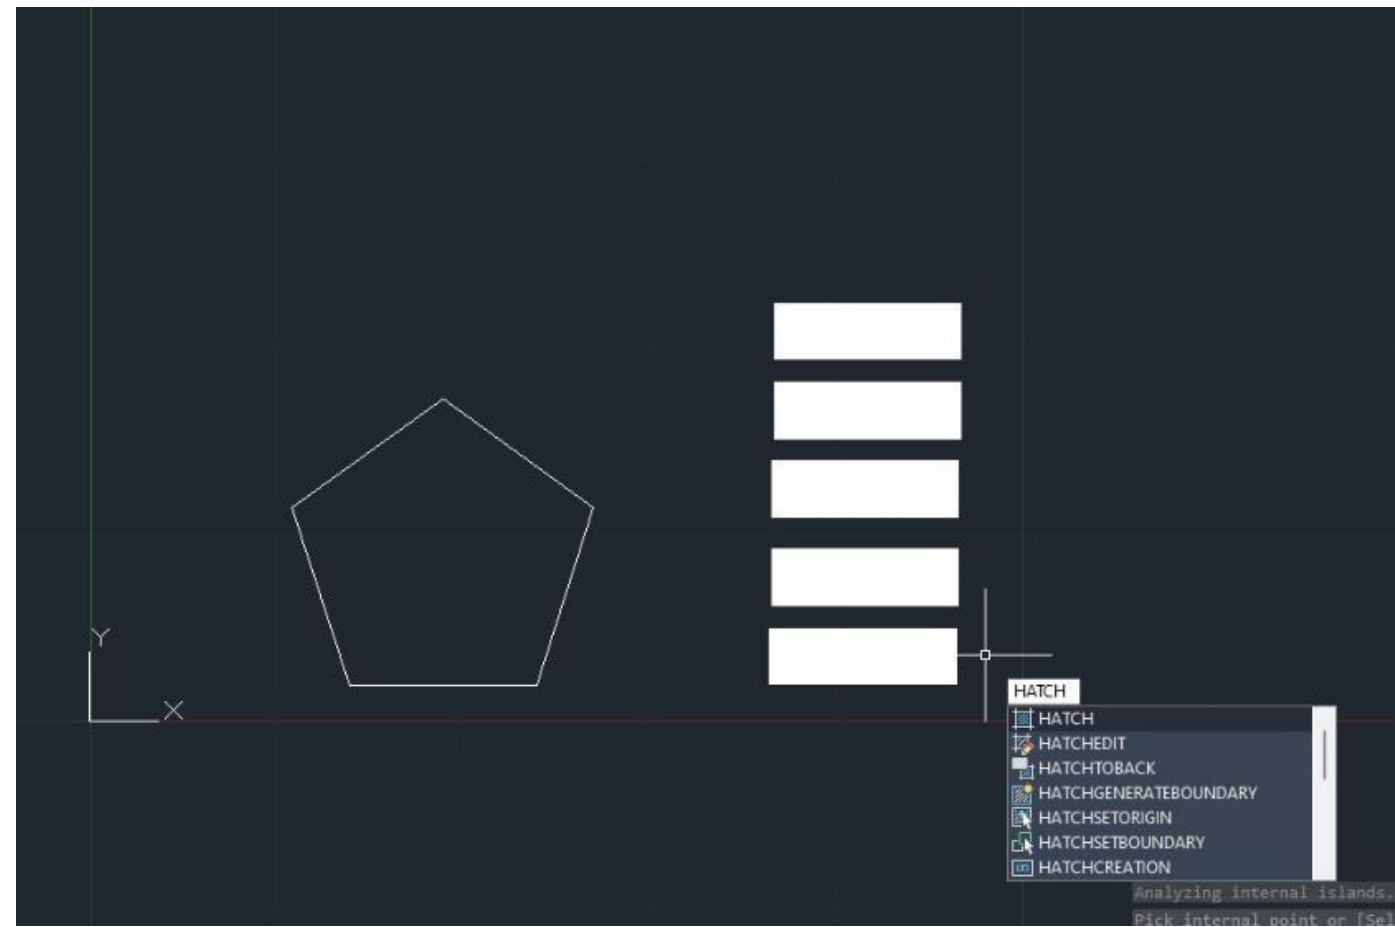 Y
X
HATCH
HATCH
HATCHEDIT
HATCHTOBACK
HATCHGENERATEBOUNDARY
HATCHSETORIGIN
HATCHSETBOUNDARY
HATCHCREATION
Analyzing internal islands.
Pick internal point or [Sel